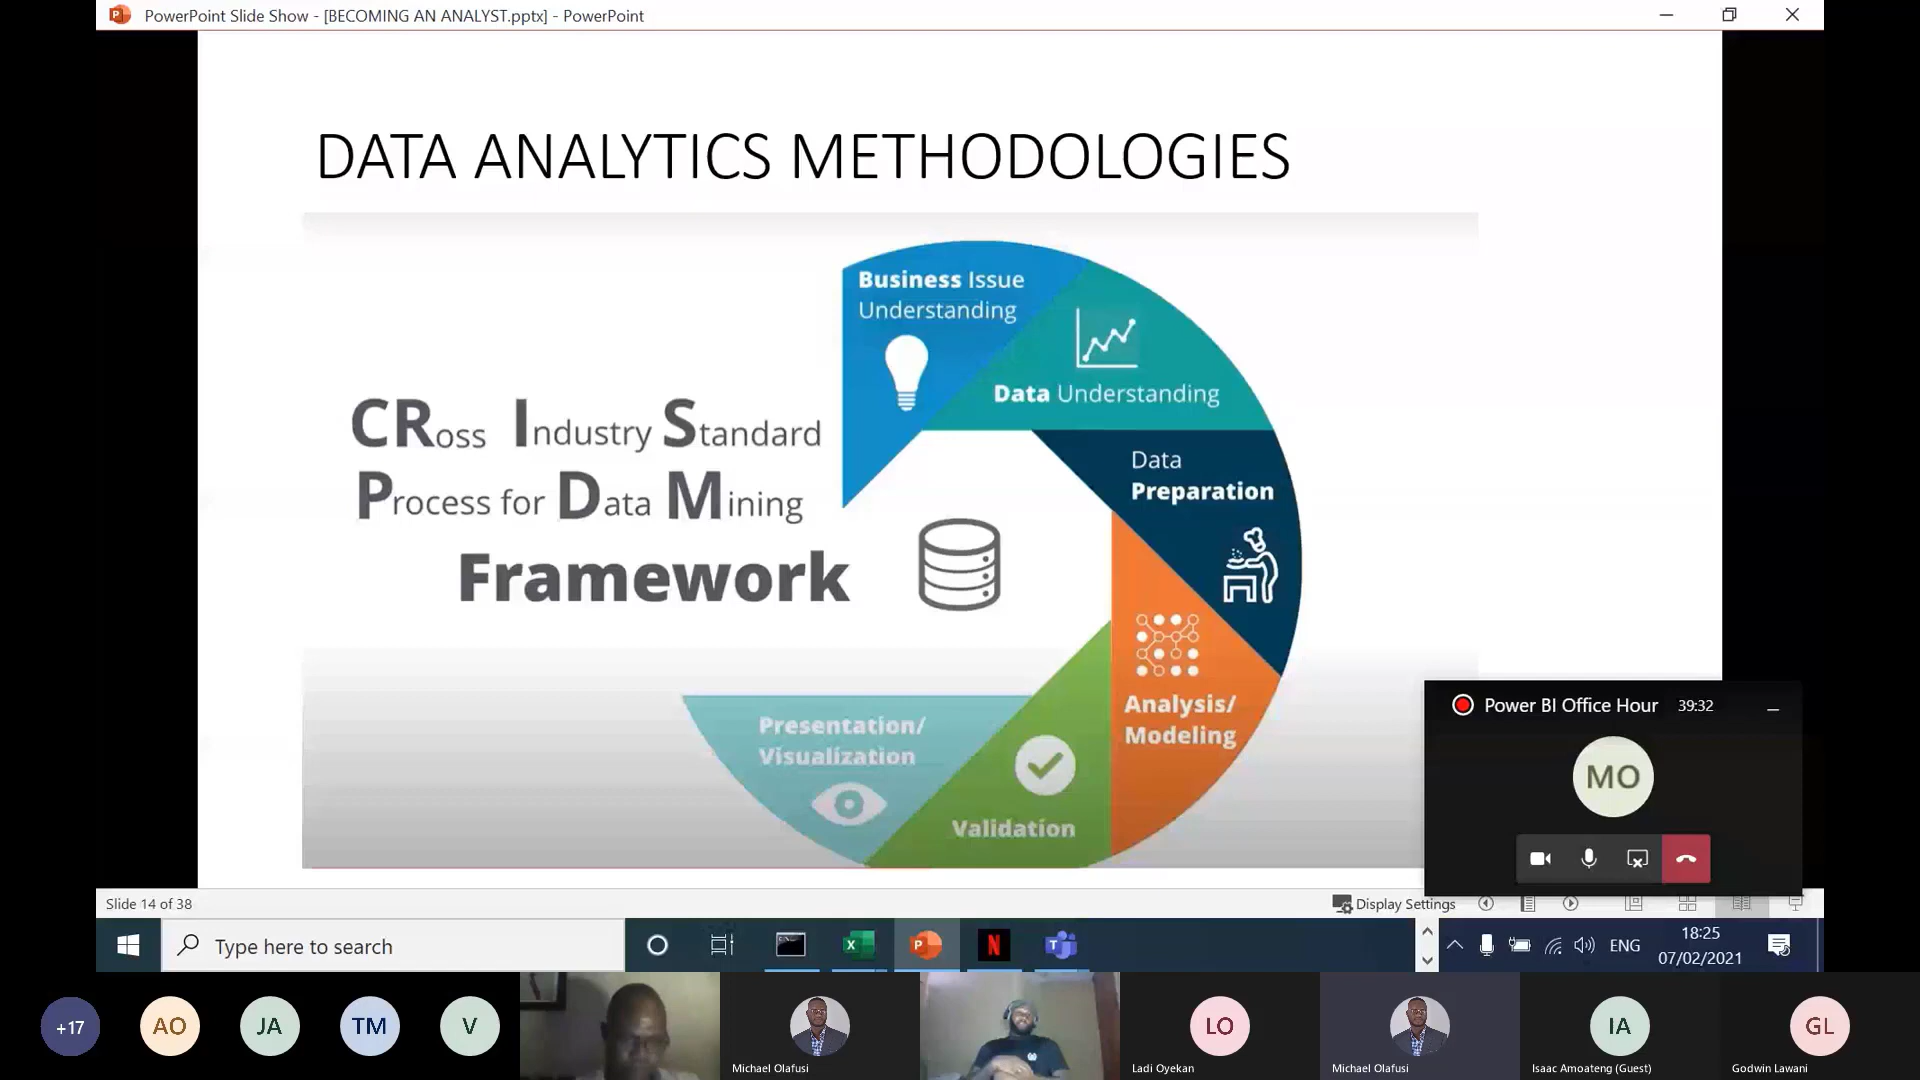 PowerPoint Slide Show - [BECOMING AN ANALYST.pptx] - PowerPoint
DATA ANALYTICS METHODOLOGIES
CRoss Industry Standard
Process for Data Mining
Framework
Business Issue
Understanding
Data Understanding
Data
Preparation
Analysis/
Modeling
Validation
Presentation/
Visualization
Power BI Office Hour 39:32
MO
Slide 14 of 38
Display Settings
Type here to search
ENG
18:25
07/02/2021
+17
AO
JA
TM
V
Michael Olafusi
LO
Ladi Oyekan
Michael Olafusi
IA
Isaac Amoateng (Guest)
GL
Godwin Lawani